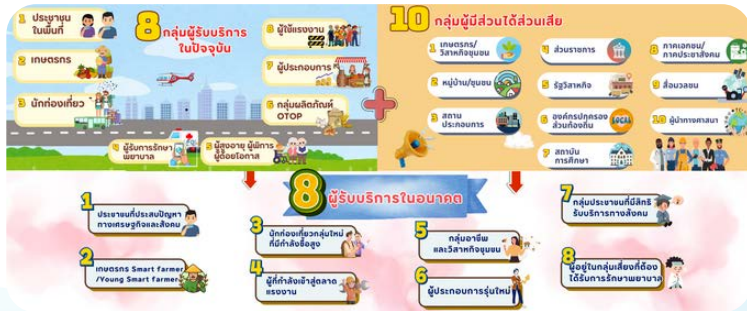 8 กลุ่มผู้รับบริการ
ในปัจจุบัน
1 ประชาชน
ในพื้นที่
2 เกษตรกร
3 นักท่องเที่ยว
4 ผู้รับการรักษา
พยาบาล
5 ผู้สูงอายุ ผู้พิการ
ผู้ด้อยโอกาส
6 กลุ่มผลิตภัณฑ์
OTOP
7 ผู้ประกอบการ
8 ผู้ใช้แรงงาน
10 กลุ่มผู้มีส่วนได้ส่วนเสีย
1 เกษตรกร/
วิสาหกิจชุมชน
2 หมู่บ้าน/ชุมชน
3 สถาน
ประกอบการ
4 ส่วนราชการ
5 รัฐวิสาหกิจ
6 องค์กรปกครอง
ส่วนท้องถิ่น
LOCAL
7 สถาบัน
การศึกษา
8 ภาคเอกชน/
ภาคประชาสังคม
9 สื่อมวลชน
10 ผู้นำทางศาสนา
8 ผู้รับบริการในอนาคต
1
ประชาชนที่ประสบปัญหา
ทางเศรษฐกิจและสังคม
2
เกษตรกร Smart farmer
/Young Smart farmer
3
นักท่องเที่ยวกลุ่มใหม่
ที่มีกำลังซื้อสูง
4
ผู้ที่กำลังเข้าสู่ตลาด
แรงงาน
5
กลุ่มอาชีพ
และวิสาหกิจชุมชน
6
ผู้ประกอบการรุ่นใหม่
7
กลุ่มประชาชนที่มีสิทธิ
รับบริการทางสังคม
8
ผู้อยู่ในกลุ่มเสี่ยงที่ต้อง
ได้รับการรักษาพยาบาล